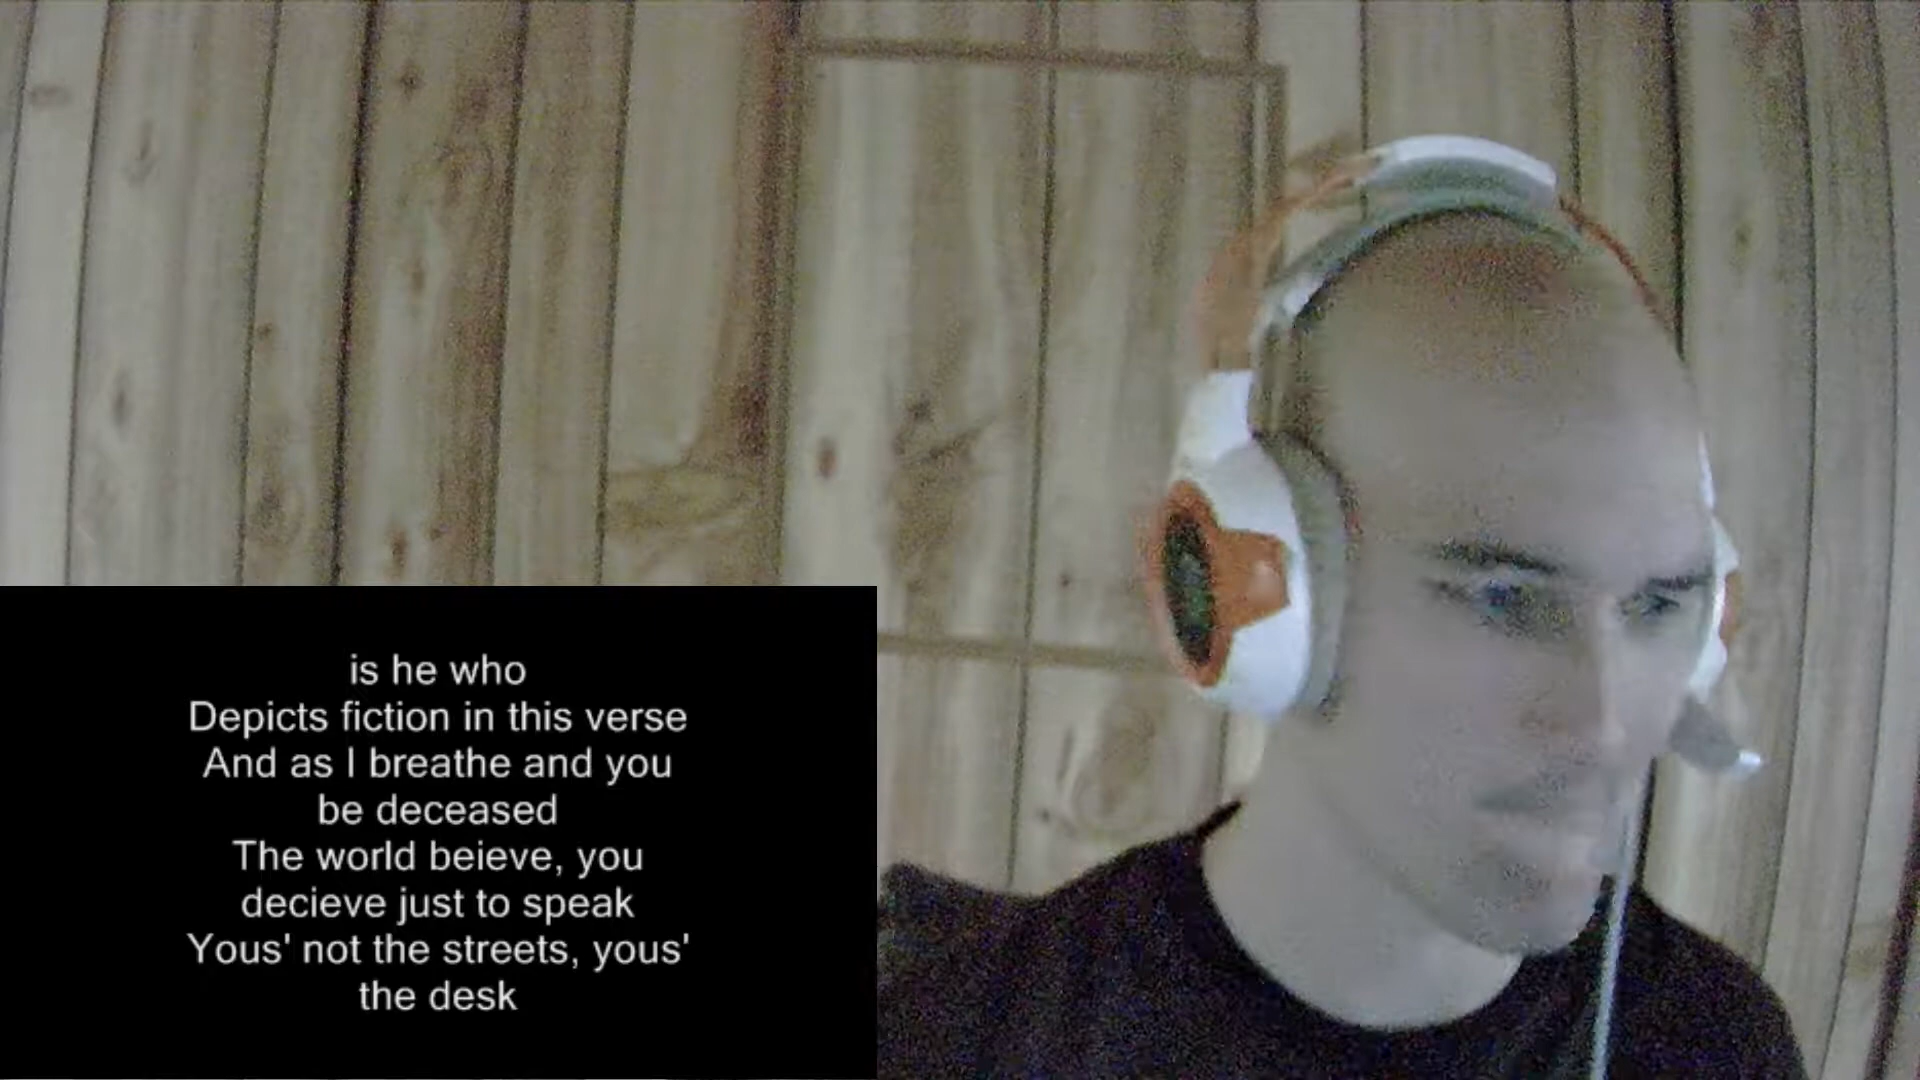 is he who
Depicts fiction in this verse
And as I breathe and you
be deceased
The world beieve, you
decieve just to speak
Yous' not the streets, yous'
the desk